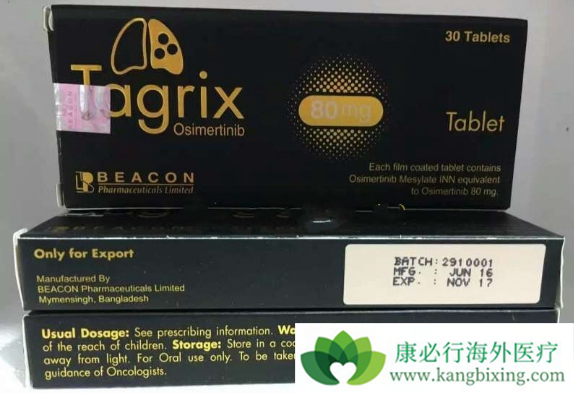 30 Tablets
Tagrix
Osimertinib
80 mg
Tablet
BEACON
Pharmaceuticals Limited
Each film coated tablet contains
Osimertinib Mesylate INN equivalent
to Osimertinib 80 mg.
Only for Export
Manufactured By
BEACON Pharmaceuticals Limited
Mymensingh, Bangladesh
BATCH: 2910001
MFG. : JUN 16
EXP. : NOV 17
Usual Dosage: See prescribing information.
of the reach of children. Storage: Store in a
away from light. For Oral use only. To be
guidance of Oncologists.
康必行海外医疗
www.kangbixing.com